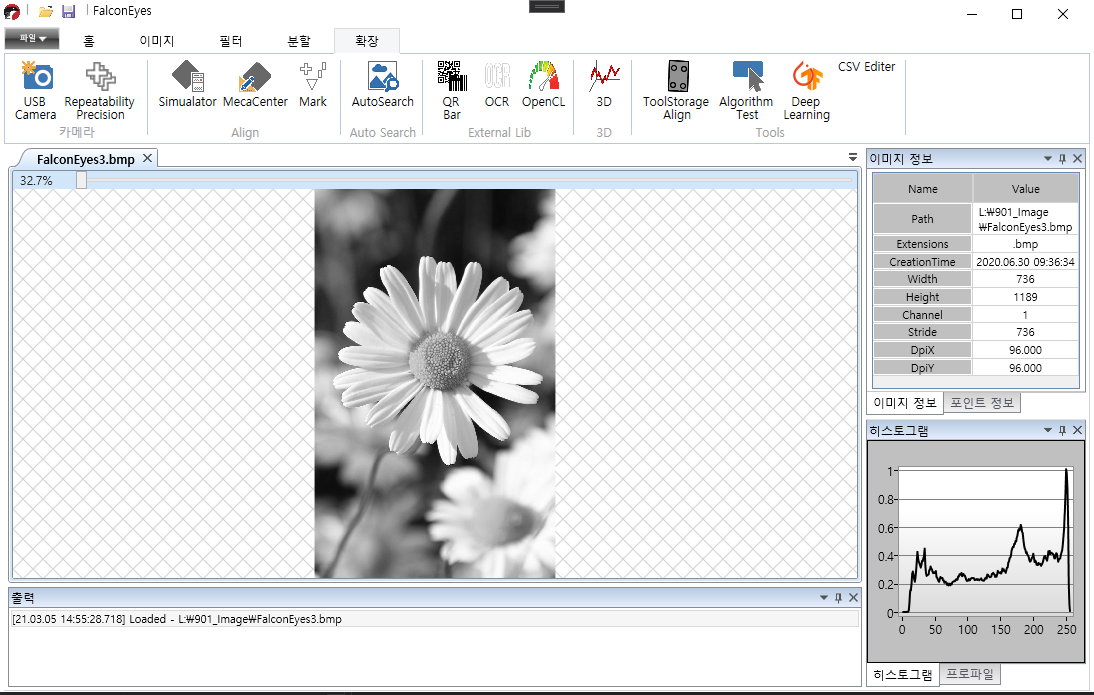 FalconEyes
파일
홈
이미지
필터
분할
확장
USB
Camera
Repeatability
Precision
카메라
Simualator
MecaCenter
Mark
Align
AutoSearch
Auto Search
QR
Bar
OCR
OCR
OpenCL
External Lib
3D
3D
ToolStorage
Align
Algorithm
Test
Deep
Learning
CSV Editer
Tools
FalconEyes3.bmp
32.7%
이미지 정보
Name Value
Path L:₩901_Image
₩FalconEyes3.bmp
Extensions .bmp
CreationTime 2020.06.30 09:36:34
Width 736
Height 1189
Channel 1
Stride 736
DpiX 96.000
DpiY 96.000
이미지 정보 포인트 정보
히스토그램
1
0.8
0.6
0.4
0.2
0
0 50 100 150 200 250
히스토그램 프로파일
출력
[21.03.05 14:55:28.718] Loaded - L:₩901_Image₩FalconEyes3.bmp